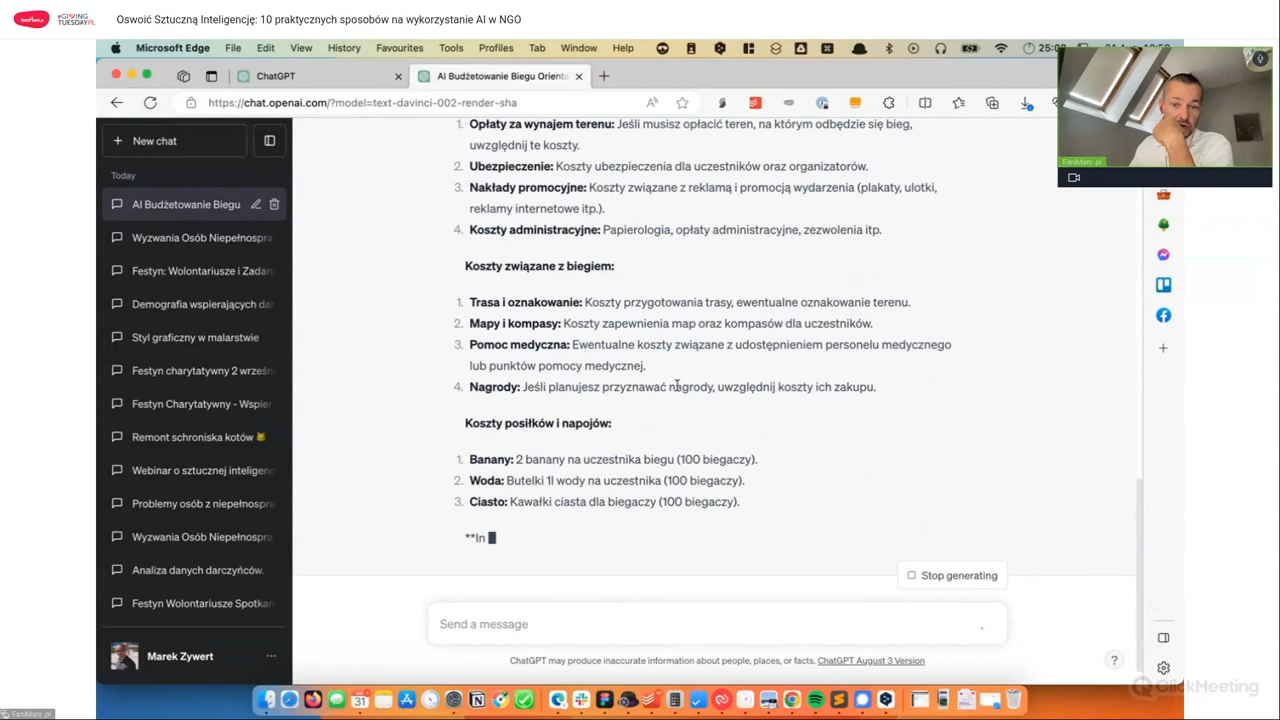 FaniMani.pl
#GIVING
TUESDAYPL
Oswoić Sztuczną Inteligencję: 10 praktycznych sposobów na wykorzystanie AI w NGO
Microsoft Edge File Edit View History Favourites Tools Profiles Tab Window Help
ChatGPT
AI Budżetowanie Biegu Orienta
https://chat.openai.com/?model=text-davinci-002-render-sha
FaniMani .pl
New chat
Today
AI Budżetowanie Biegu
Wyzwania Osób Niepełnospra
Festyn: Wolontariusze i Zadan
Demografia wspierających dar
Styl graficzny w malarstwie
Festyn charytatywny 2 wrześn
Festyn Charytatywny - Wspier
Remont schroniska kotów
Webinar o sztucznej inteligenc
Problemy osób z niepełnospra
Wyzwania Osób Niepełnospra
Analiza danych darczyńców.
Festyn Wolontariusze Spotkan
Marek Zywert
1. Opłaty za wynajem terenu: Jeśli musisz opłacić teren, na którym odbędzie się bieg,
uwzględnij te koszty.
2. Ubezpieczenie: Koszty ubezpieczenia dla uczestników oraz organizatorów.
3. Nakłady promocyjne: Koszty związane z reklamą i promocją wydarzenia (plakaty, ulotki,
reklamy internetowe itp.).
4. Koszty administracyjne: Papierologia, opłaty administracyjne, zezwolenia itp.
Koszty związane z biegiem:
1. Trasa i oznakowanie: Koszty przygotowania trasy, ewentualne oznakowanie terenu.
2. Mapy i kompasy: Koszty zapewnienia map oraz kompasów dla uczestników.
3. Pomoc medyczna: Ewentualne koszty związane z udostępnieniem personelu medycznego
lub punktów pomocy medycznej.
4. Nagrody: Jeśli planujesz przyznawać nagrody, uwzględnij koszty ich zakupu.
Koszty posiłków i napojów:
1. Banany: 2 banany na uczestnika biegu (100 biegaczy).
2. Woda: Butelki 1l wody na uczestnika (100 biegaczy).
3. Ciasto: Kawałki ciasta dla biegaczy (100 biegaczy).
**In
Stop generating
Send a message
ChatGPT may produce inaccurate information about people, places, or facts. ChatGPT August 3 Version
?
ClickMeeting
FaniMani .pl